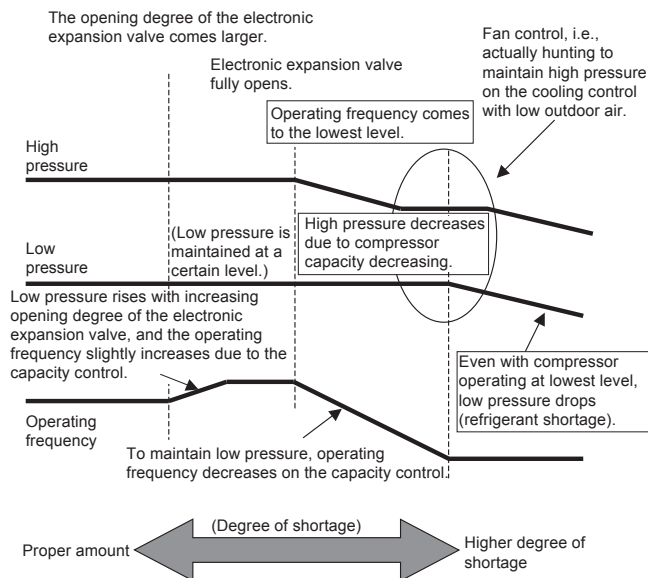 The opening degree of the electronic
expansion valve comes larger.
Electronic expansion valve
fully opens.
Fan control, i.e.,
actually hunting to
maintain high pressure
on the cooling control
with low outdoor air.
Operating frequency comes
to the lowest level.
High
pressure
(Low pressure is
maintained at a
certain level.)
High pressure decreases
due to compressor
capacity decreasing.
Low
pressure
Low pressure rises with increasing
opening degree of the electronic
expansion valve, and the operating
frequency slightly increases due to the
capacity control.
Even with compressor
operating at lowest level,
low pressure drops
(refrigerant shortage).
Operating
frequency
To maintain low pressure, operating
frequency decreases on the capacity control.
(Degree of shortage)
Proper amount
Higher degree of
shortage